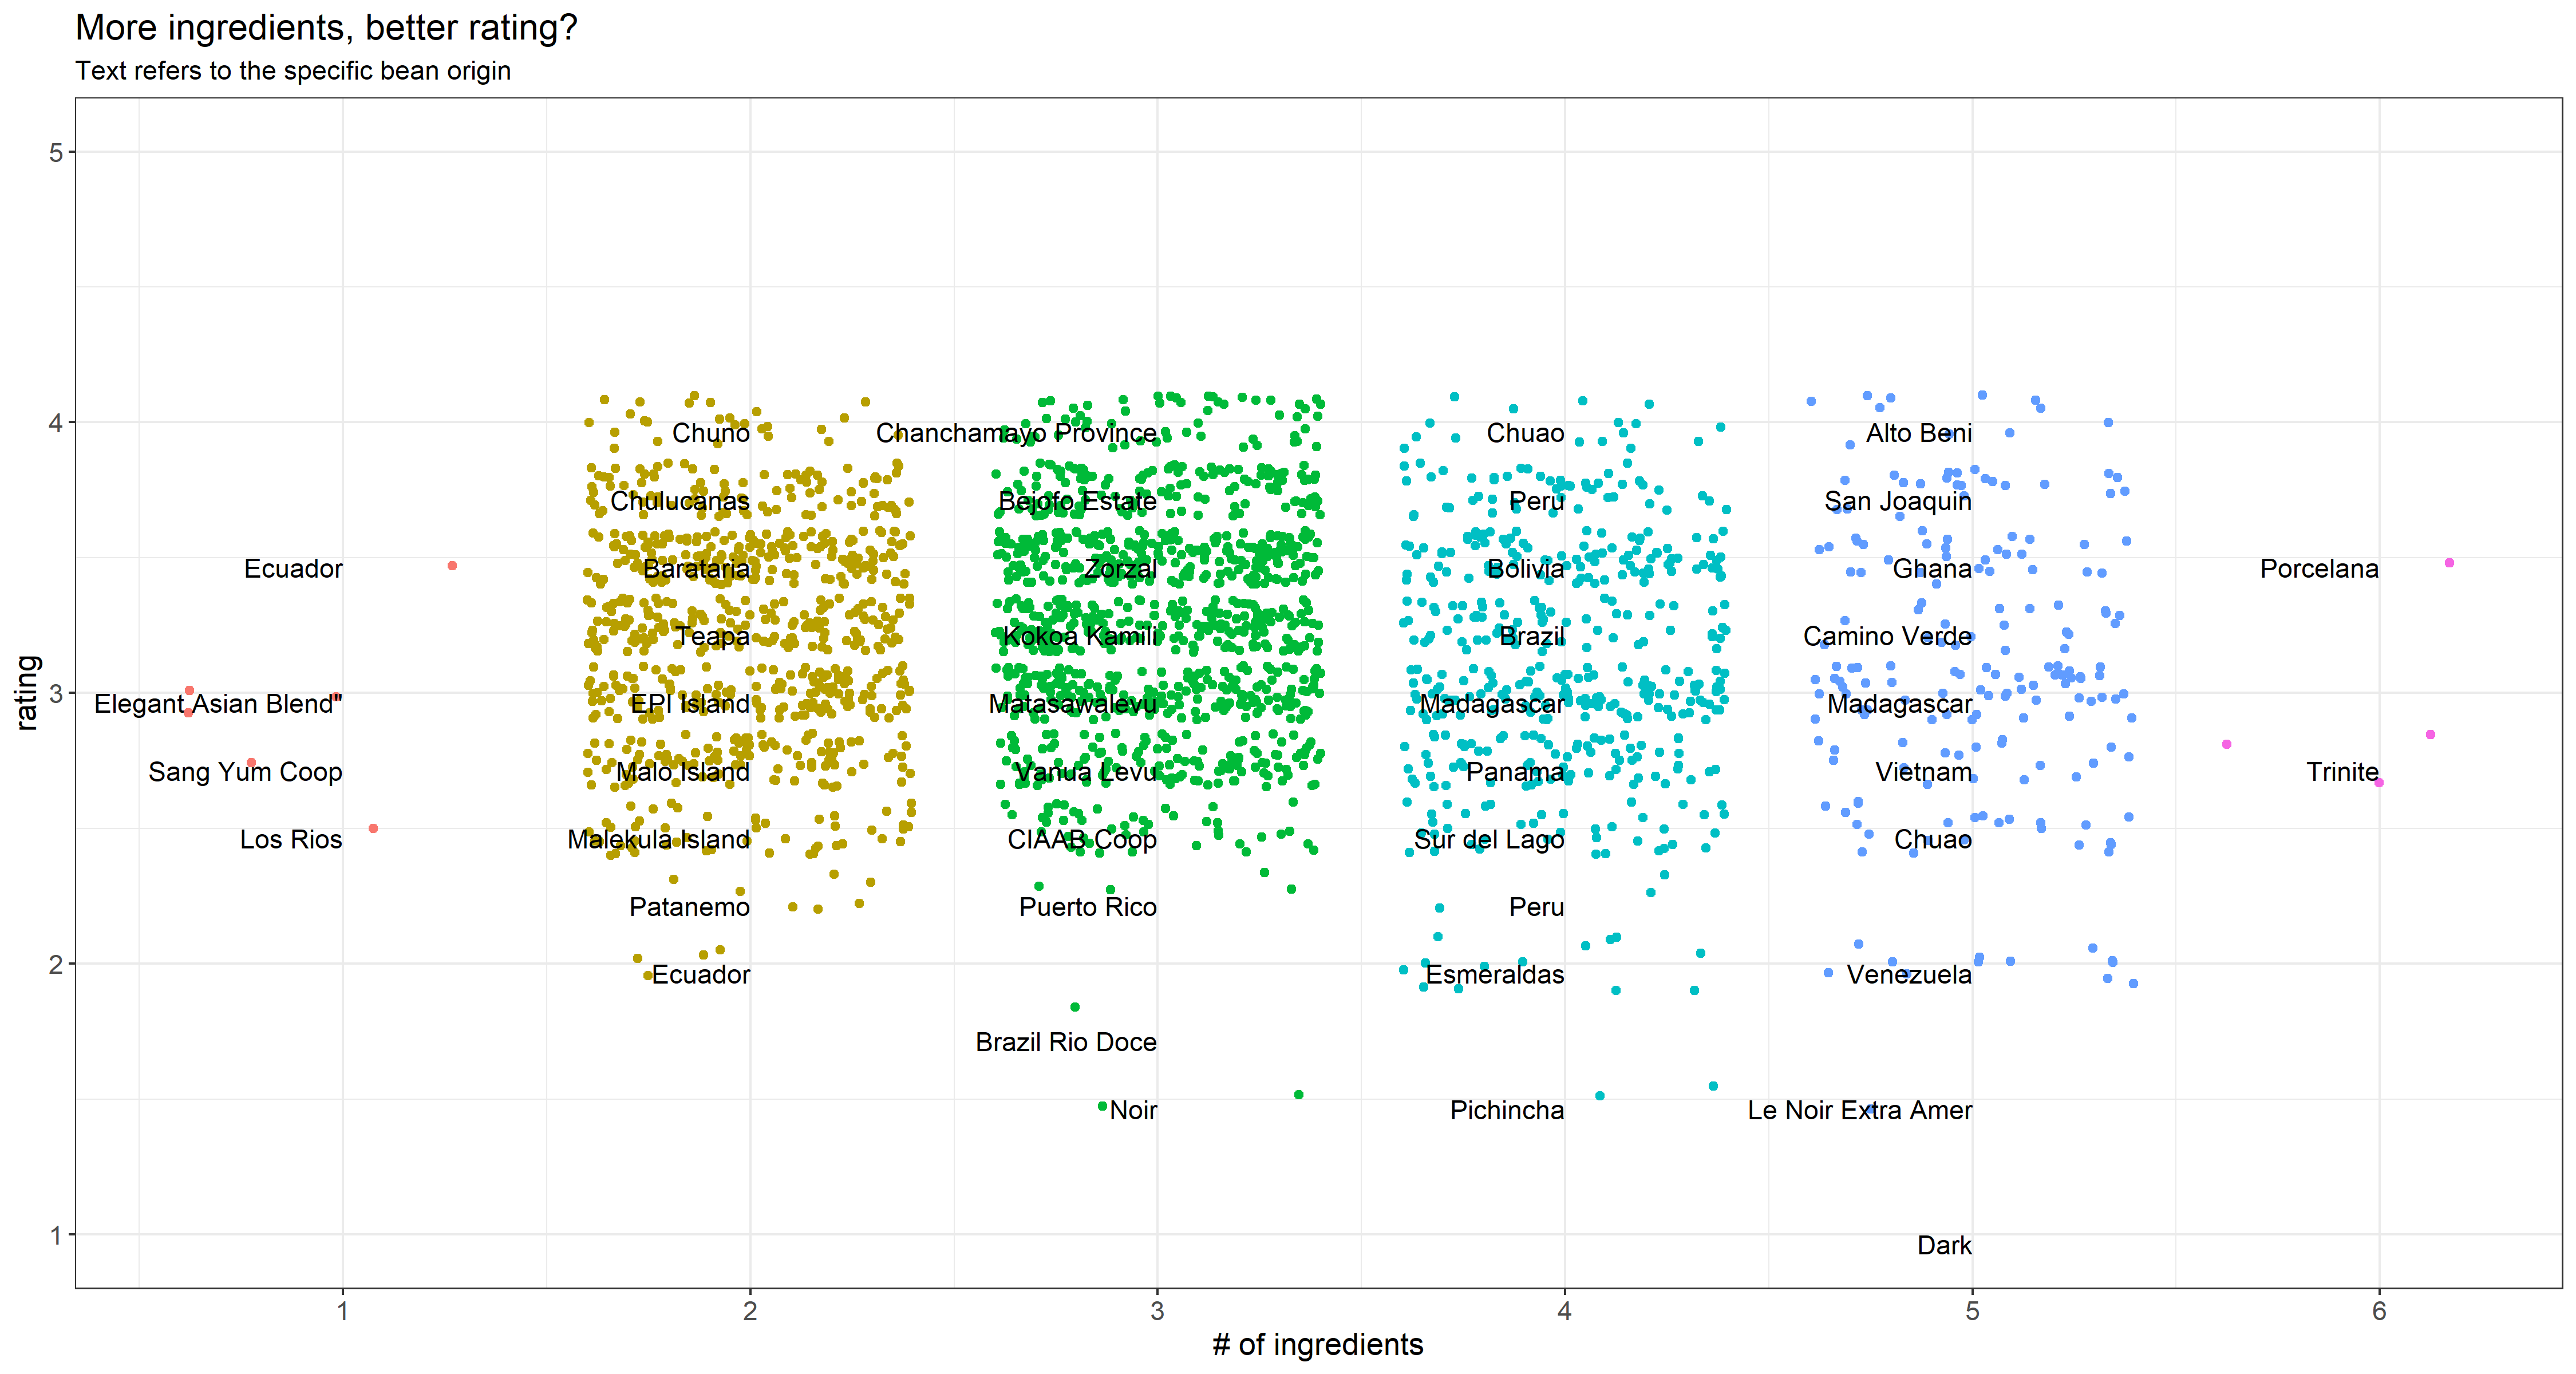 More ingredients, better rating?
Text refers to the specific bean origin
5
4
3
2
1
rating
Chuno
Chanchamayo Province
Chuao
Alto Beni
Chulucanas
Bejofo Estate
Peru
San Joaquin
Ecuador
Barataria
Zorzal
Bolivia
Ghana
Porcelana
Teapa
Kokoa Kamili
Brazil
Camino Verde
Elegant Asian Blend"
EPI Island
Matasawalevu
Madagascar
Madagascar
Sang Yum Coop
Malo Island
Vanua Levu
Panama
Vietnam
Trinite
Los Rios
Malekula Island
CIAAB Coop
Sur del Lago
Chuao
Patanemo
Puerto Rico
Peru
Ecuador
Esmeraldas
Venezuela
Brazil Rio Doce
Noir
Pichincha
Le Noir Extra Amer
Dark
1 2 3 4 5 6
# of ingredients